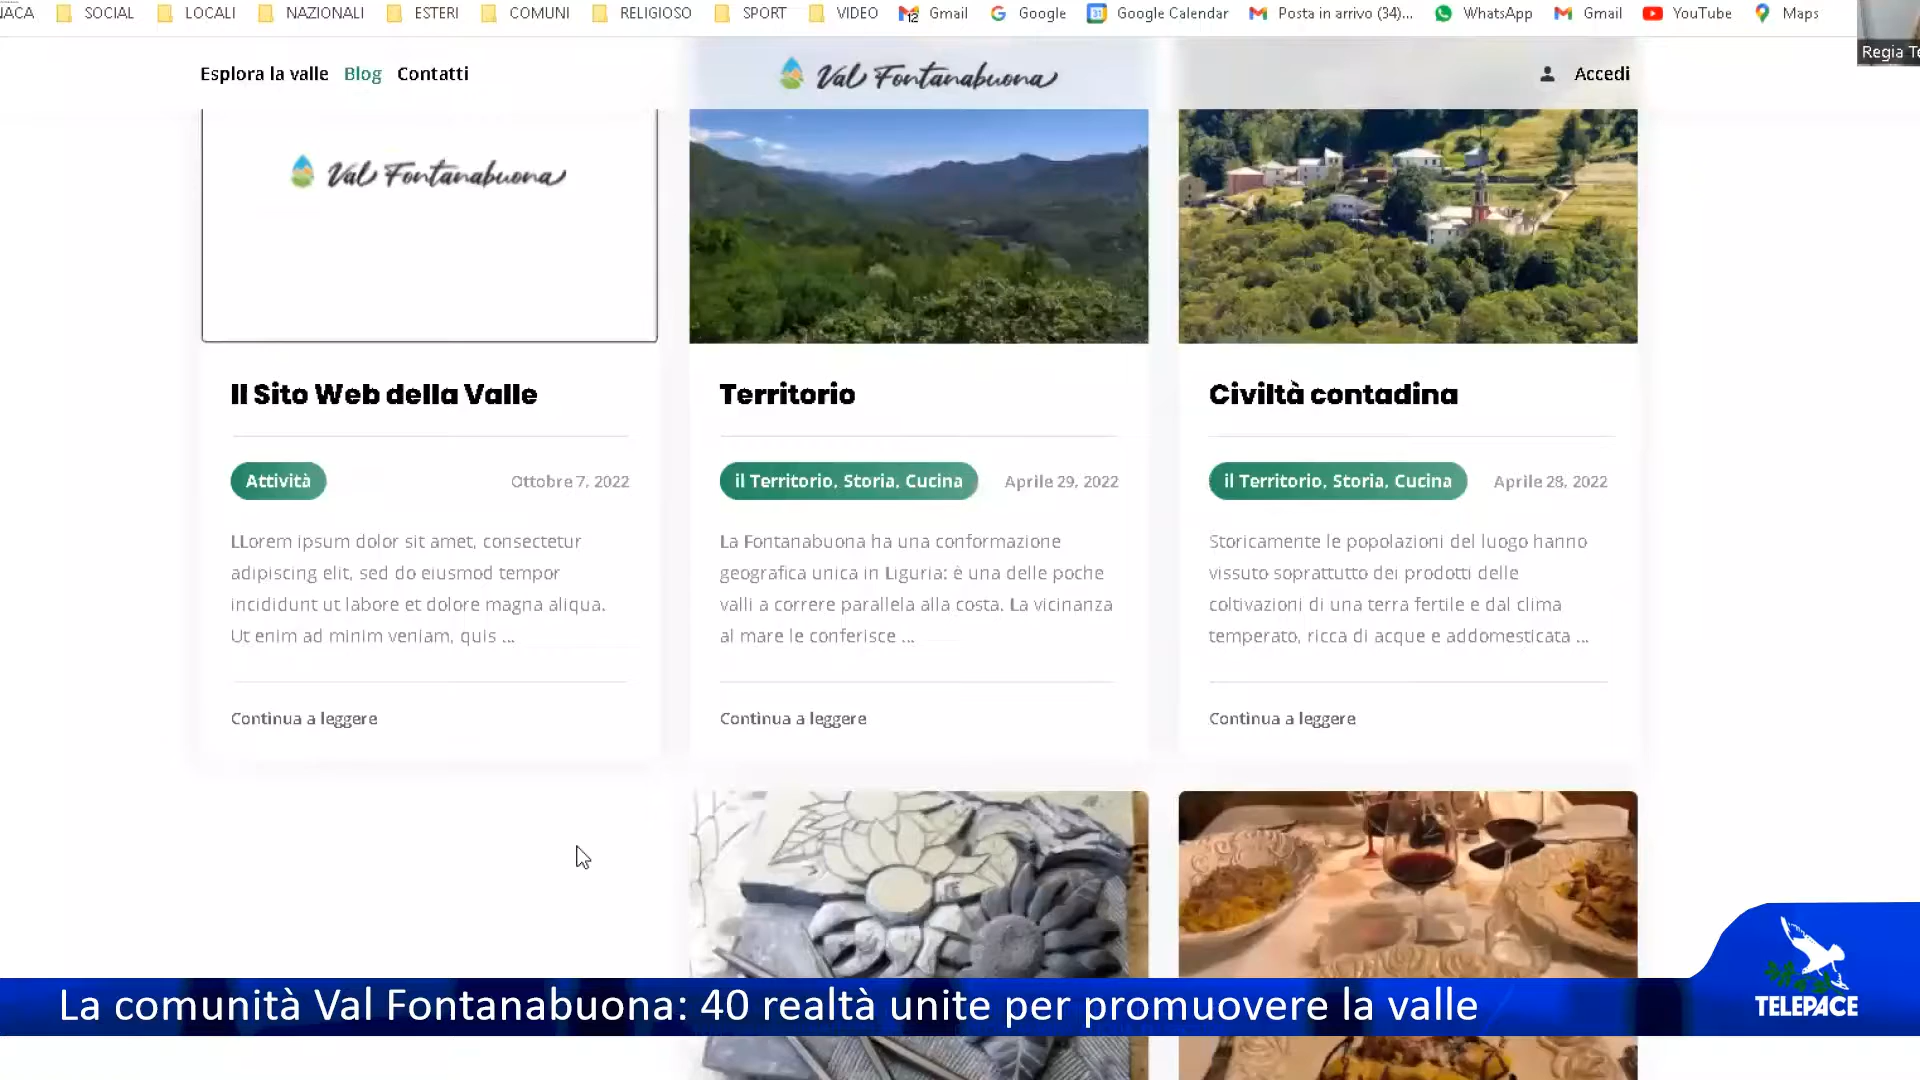 SOCIAL LOCALI NAZIONALI ESTERI COMUNI RELIGIOSO SPORT VIDEO Gmail Google Google Calendar Posta in arrivo (34)... WhatsApp Gmail YouTube Maps
Esplora la valle Blog Contatti
Val Fontanabuona
Accedi
Val Fontanabuona
Il Sito Web della Valle
Attività
Ottobre 7, 2022
LLorem ipsum dolor sit amet, consectetur
adipiscing elit, sed do eiusmod tempor
incididunt ut labore et dolore magna aliqua.
Ut enim ad minim veniam, quis ...
Continua a leggere
Territorio
il Territorio, Storia, Cucina
Aprile 29, 2022
La Fontanabuona ha una conformazione
geografica unica in Liguria: è una delle poche
valli a correre parallela alla costa. La vicinanza
al mare le conferisce ...
Continua a leggere
Civiltà contadina
il Territorio, Storia, Cucina
Aprile 28, 2022
Storicamente le popolazioni del luogo hanno
vissuto soprattutto dei prodotti delle
coltivazioni di una terra fertile e dal clima
temperato, ricca di acque e addomesticata ...
Continua a leggere
La comunità Val Fontanabuona: 40 realtà unite per promuovere la valle
TELEPACE
Regia